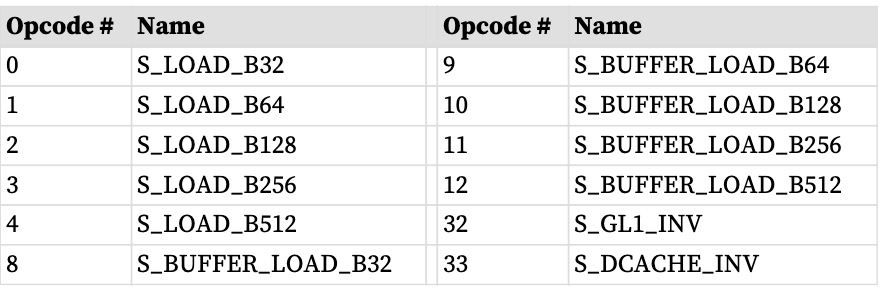 Opcode # Name Opcode # Name
0 S_LOAD_B32 9 S_BUFFER_LOAD_B64
1 S_LOAD_B64 10 S_BUFFER_LOAD_B128
2 S_LOAD_B128 11 S_BUFFER_LOAD_B256
3 S_LOAD_B256 12 S_BUFFER_LOAD_B512
4 S_LOAD_B512 32 S_GL1_INV
8 S_BUFFER_LOAD_B32 33 S_DCACHE_INV